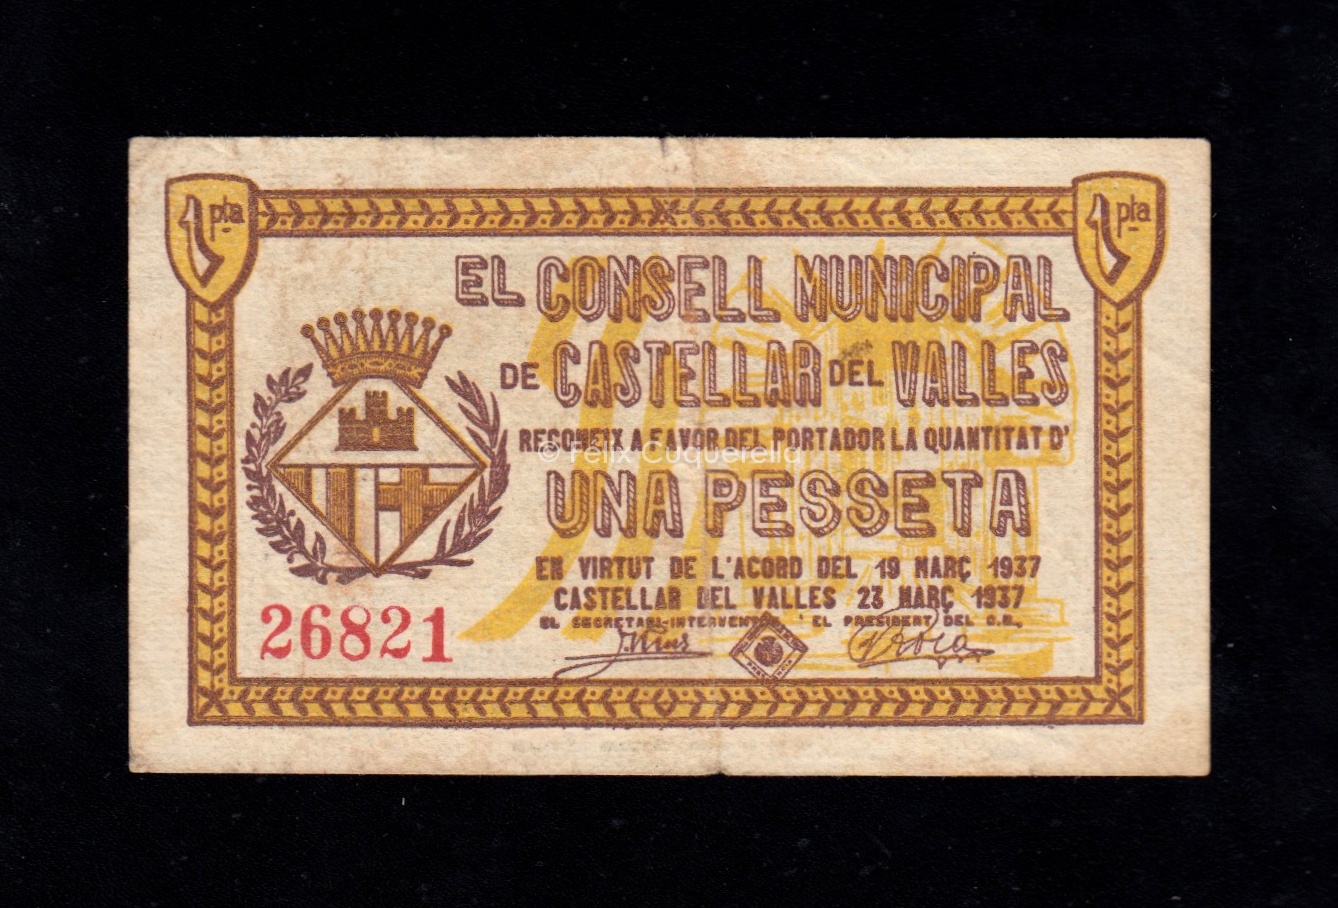 1 pta
1 pta
EL CONSELL MUNICIPAL
DE CASTELLAR DEL VALLES
RECONEIX A FAVOR DEL PORTADOR LA QUANTITAT D'
© Fèlix Cuquerella
UNA PESSETA
EN VIRTUT DE L'ACORD DEL 19 MARÇ 1937
CASTELLAR DEL VALLES 23 MARÇ 1937
EL SECRETARI-INTERVENTOR, EL PRESIDENT DEL C.M.,
26821